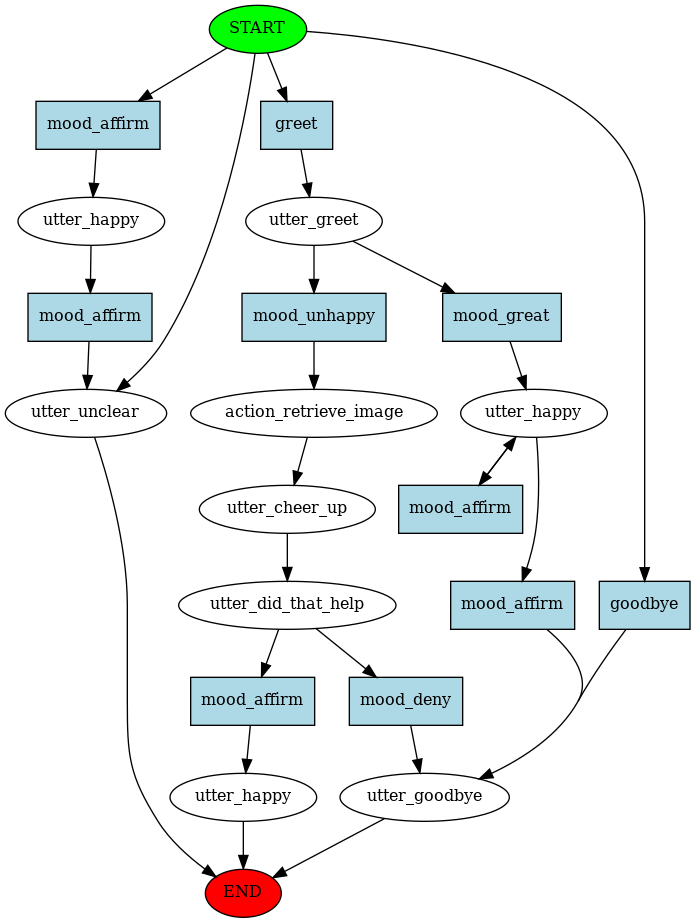 START
mood_affirm
greet
utter_happy
utter_greet
mood_affirm
mood_unhappy
mood_great
utter_unclear
action_retrieve_image
utter_happy
utter_cheer_up
mood_affirm
utter_did_that_help
mood_affirm
goodbye
mood_affirm
mood_deny
utter_happy
utter_goodbye
END